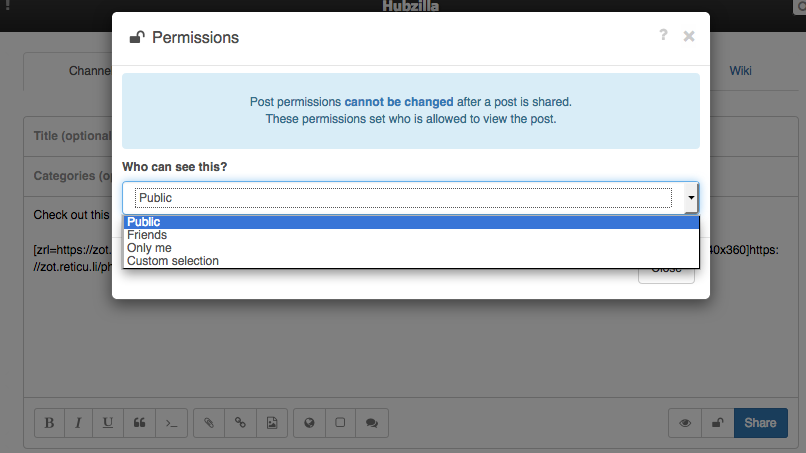 Hubzilla
Permissions
?
×
Channe
Wiki
Post permissions cannot be changed after a post is shared.
These permissions set who is allowed to view the post.
Title (optional
Who can see this?
Categories (op
Public
Public
Friends
Only me
Custom selection
Check out this
[zrl=https://zot.
40x360]https:
//zot.reticu.li/ph
Close
B
I
U
Share